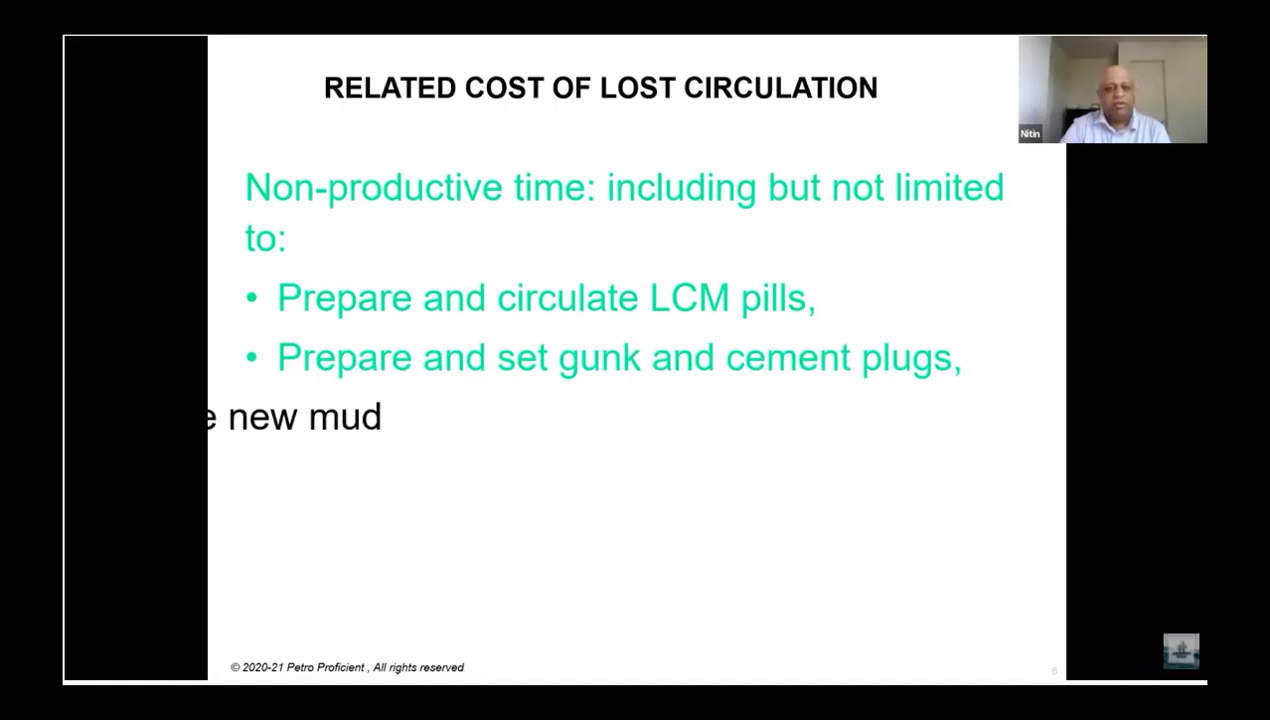 RELATED COST OF LOST CIRCULATION
Nitin
Non-productive time: including but not limited
to:
• Prepare and circulate LCM pills,
• Prepare and set gunk and cement plugs,
e new mud
© 2020-21 Petro Proficient , All rights reserved
6